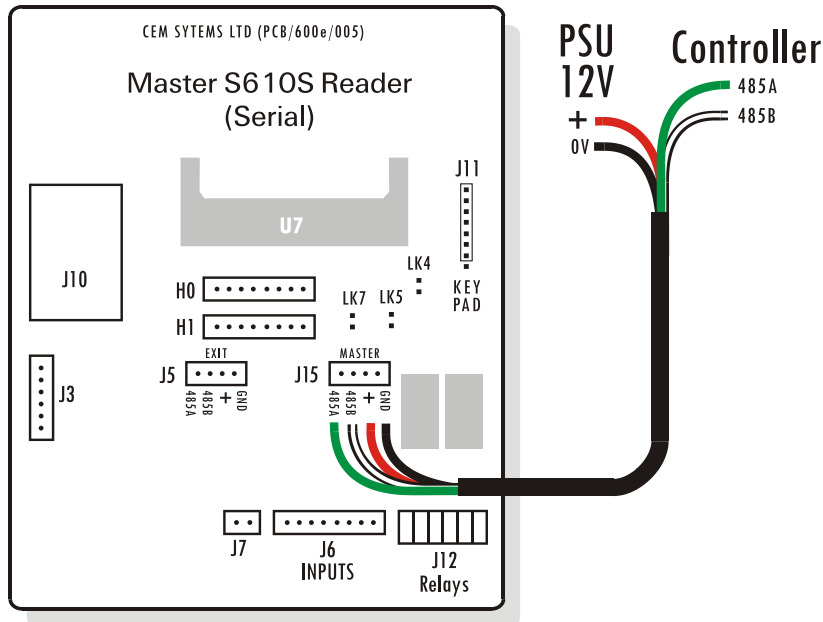 CEM SYTEMS LTD (PCB/600e/005)
Master S610S Reader
(Serial)
PSU
12V
+
0V
Controller
485A
485B
J11
U7
J10
LK4
KEY
PAD
H0
LK7
LK5
H1
EXIT
MASTER
J5
J15
J3
485A
485B
+
GND
485A
485B
+
GND
J7
J6
INPUTS
J12
Relays